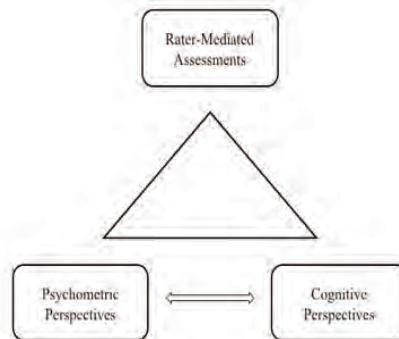 Rater-Mediated
Assessments
Psychometric
Perspectives
Cognitive
Perspectives